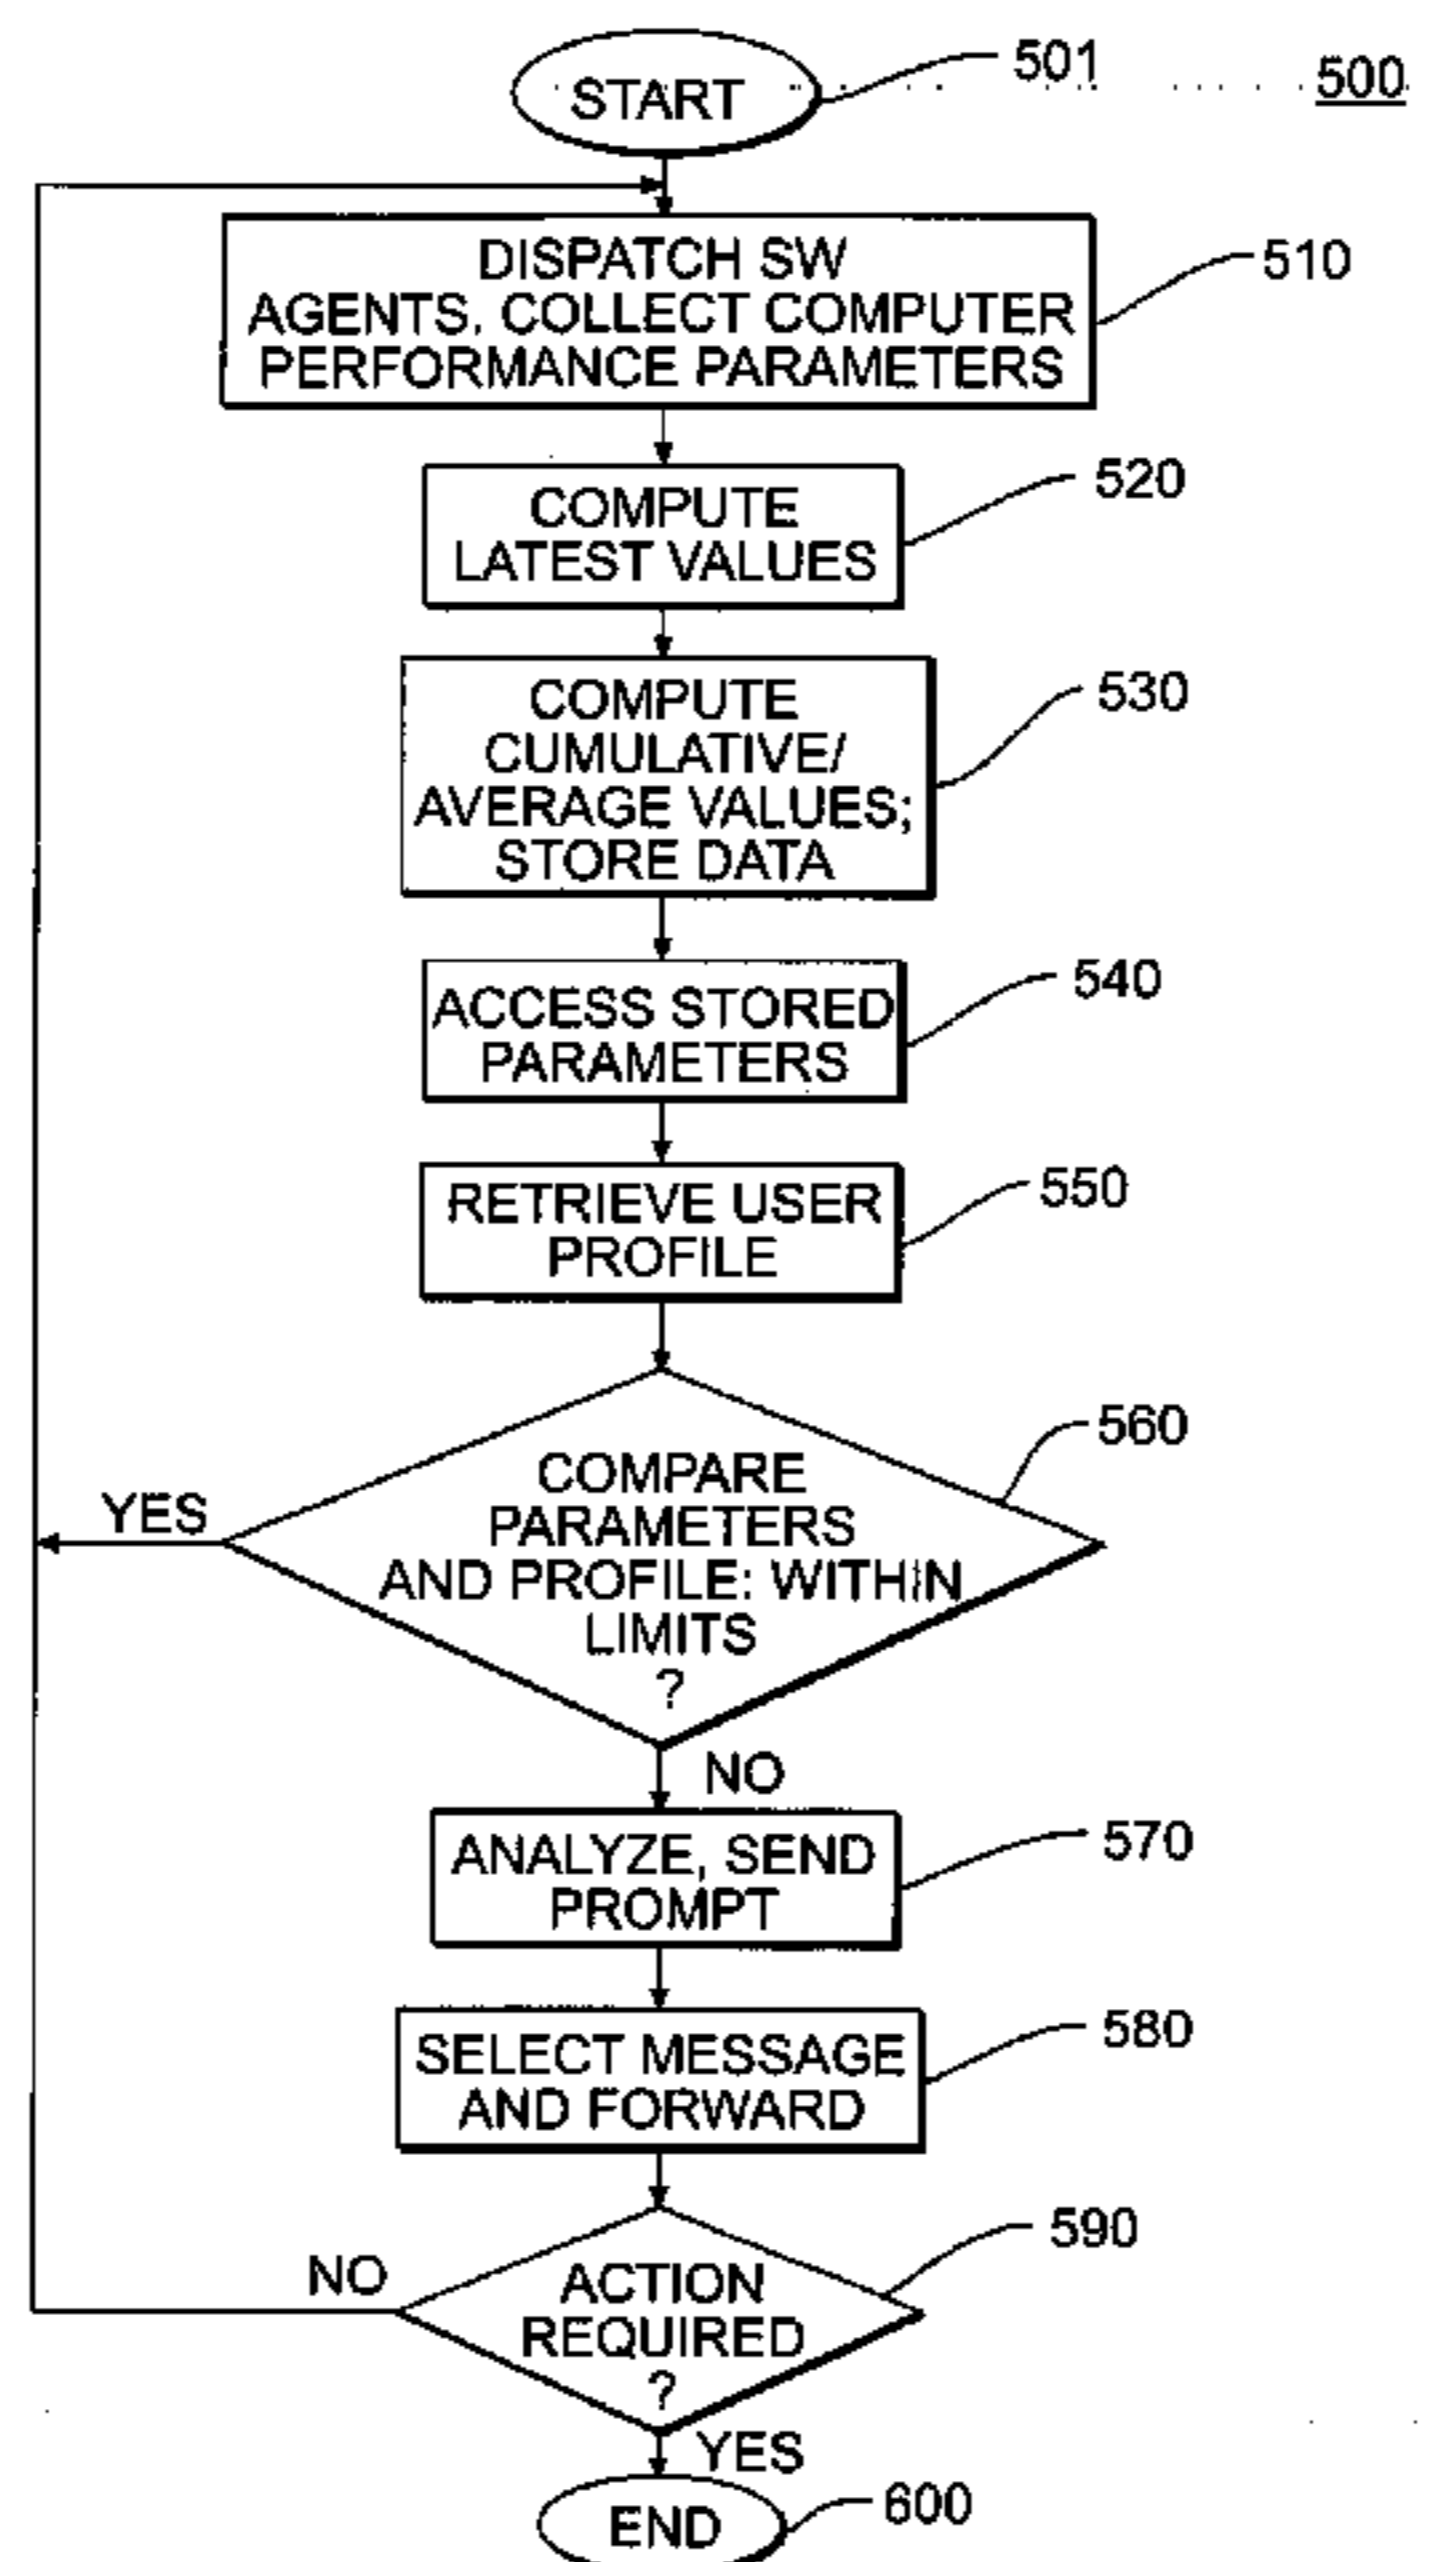 START
501
500
DISPATCH SW
AGENTS, COLLECT COMPUTER
PERFORMANCE PARAMETERS
510
COMPUTE
LATEST VALUES
520
COMPUTE
CUMULATIVE/
AVERAGE VALUES;
STORE DATA
530
ACCESS STORED
PARAMETERS
540
RETRIEVE USER
PROFILE
550
COMPARE
PARAMETERS
AND PROFILE: WITHIN
LIMITS
?
560
YES
NO
ANALYZE, SEND
PROMPT
570
SELECT MESSAGE
AND FORWARD
580
ACTION
REQUIRED
?
590
NO
YES
END
600